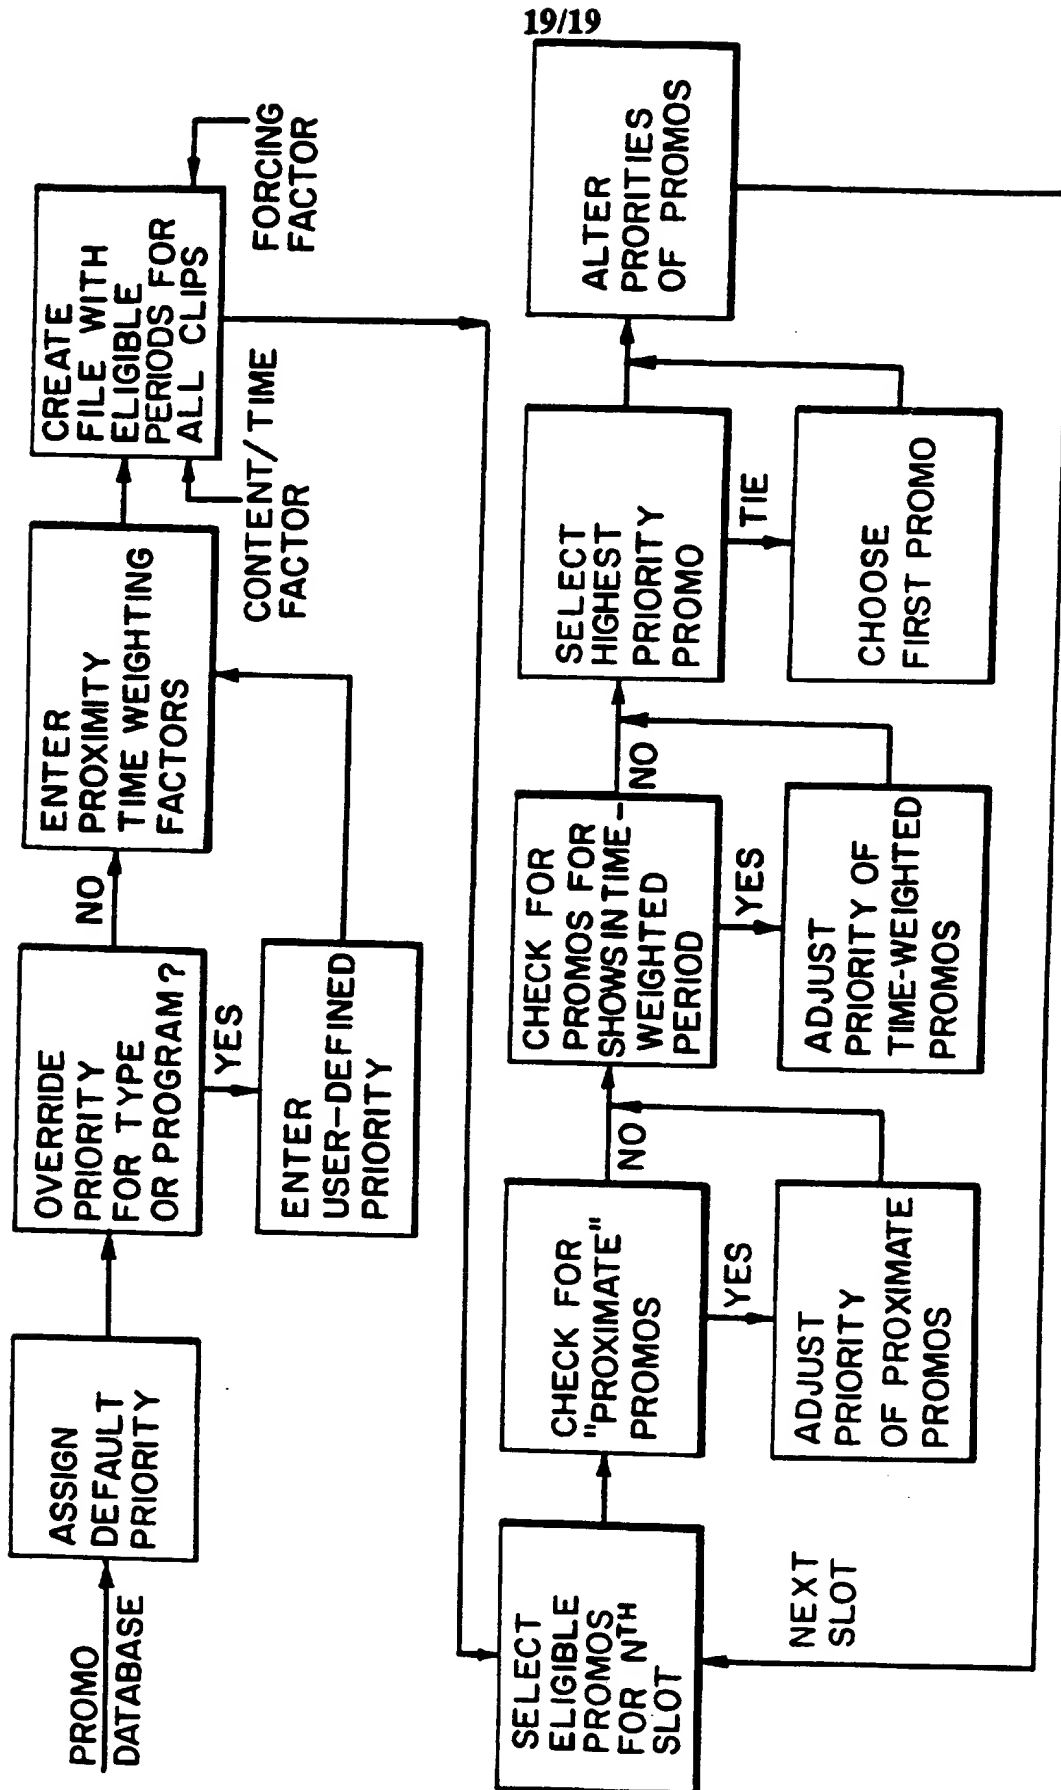 19/19
PROMO
DATABASE
ASSIGN
DEFAULT
PRIORITY
OVERRIDE
PRIORITY
FOR TYPE
OR PROGRAM?
NO
YES
ENTER
USER-DEFINED
PRIORITY
ENTER
PROXIMITY
TIME WEIGHTING
FACTORS
CREATE
FILE WITH
ELIGIBLE
PERIODS FOR
ALL CLIPS
CONTENT/TIME
FACTOR
FORCING
FACTOR
SELECT
ELIGIBLE
PROMOS
FOR NTH
SLOT
CHECK FOR
"PROXIMATE"
PROMOS
NO
YES
ADJUST
PRIORITY
OF PROXIMATE
PROMOS
CHECK FOR
PROMOS FOR
SHOWS IN TIME-
WEIGHTED
PERIOD
NO
YES
ADJUST
PRIORITY OF
TIME-WEIGHTED
PROMOS
SELECT
HIGHEST
PRIORITY
PROMO
TIE
CHOOSE
FIRST PROMO
ALTER
PRORITIES
OF PROMOS
NEXT
SLOT